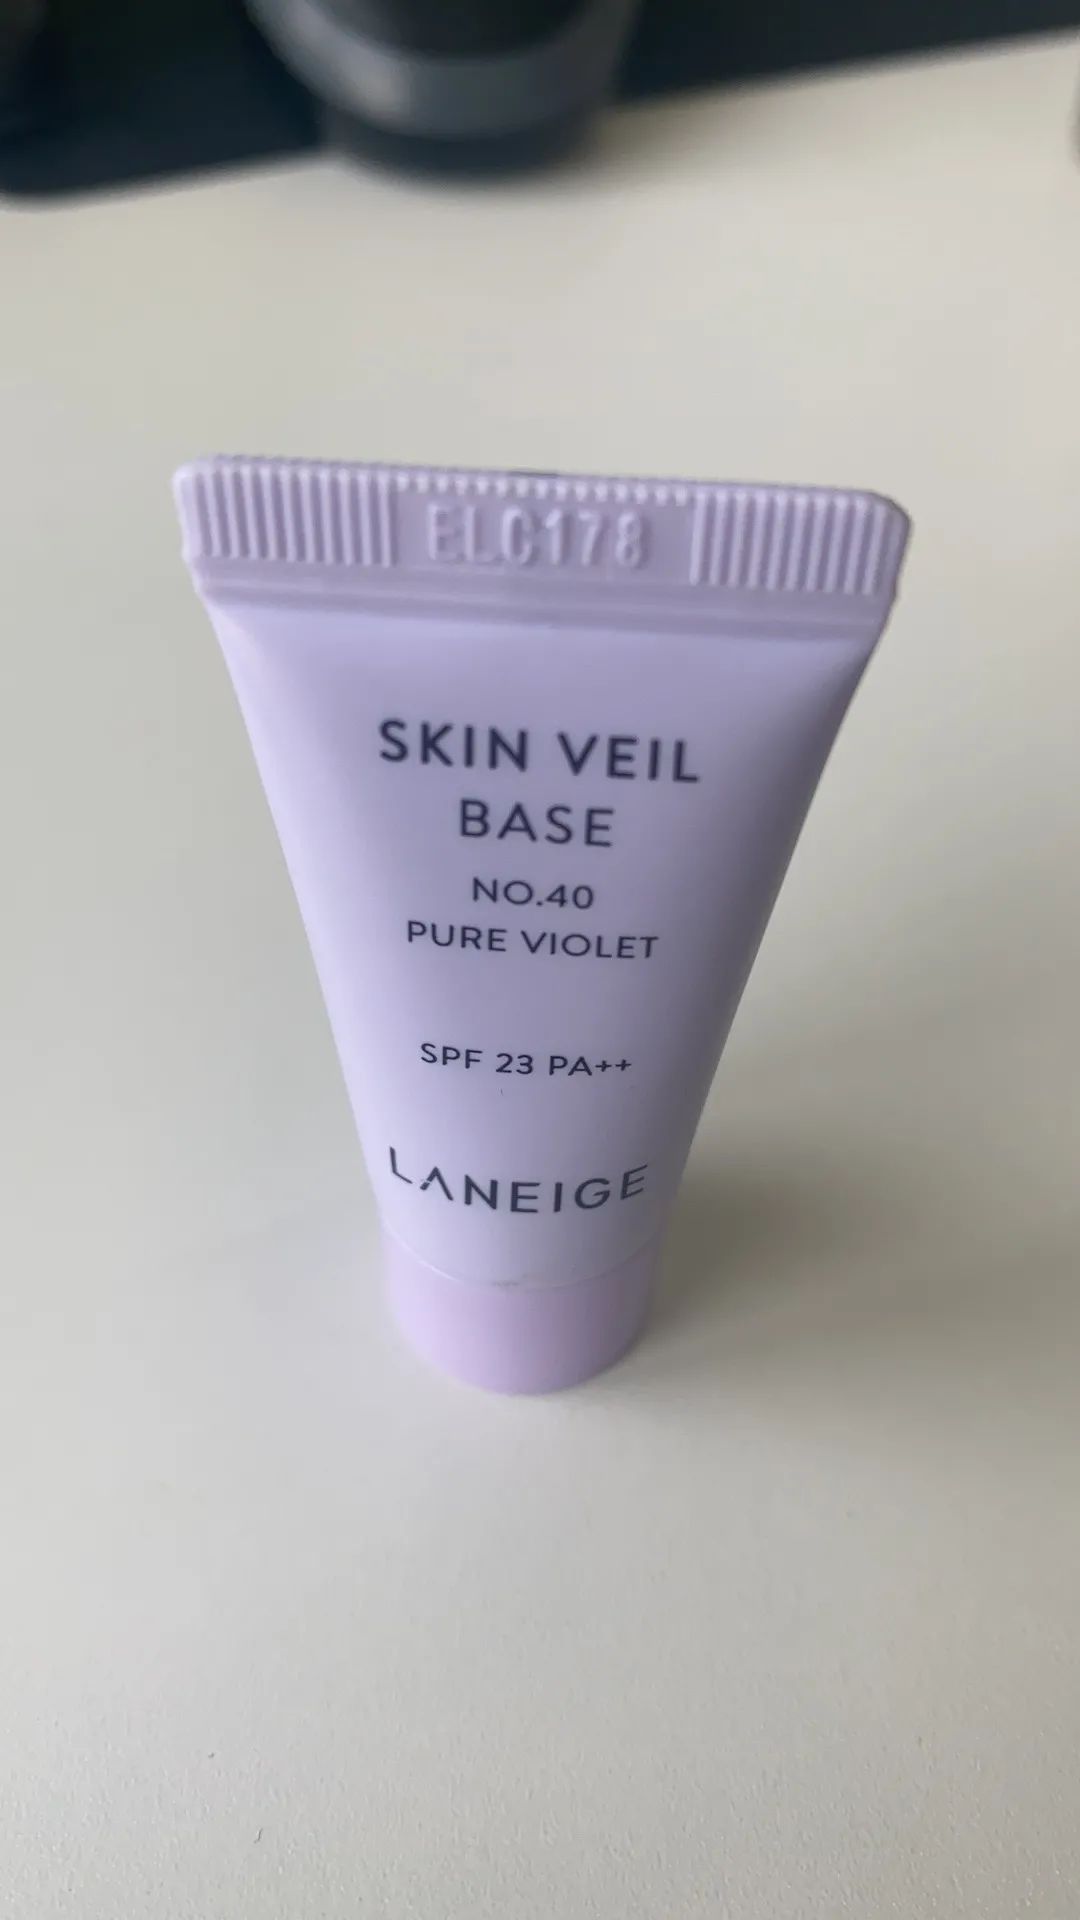 ELC178
SKIN VEIL
BASE
NO.40
PURE VIOLET
SPF 23 PA++
LANEIGE